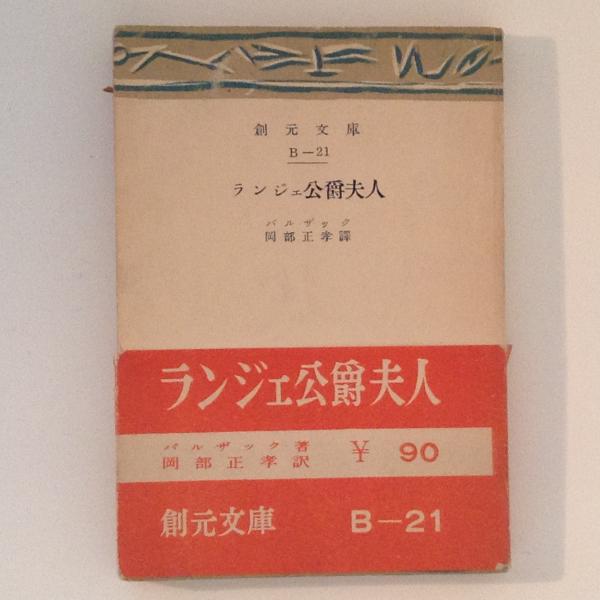 創元文庫
B—21
ランジェ公爵夫人
バルザック
岡部正孝譯
ランジェ公爵夫人
バルザック著
岡部正孝訳
¥ 90
創元文庫 B—21